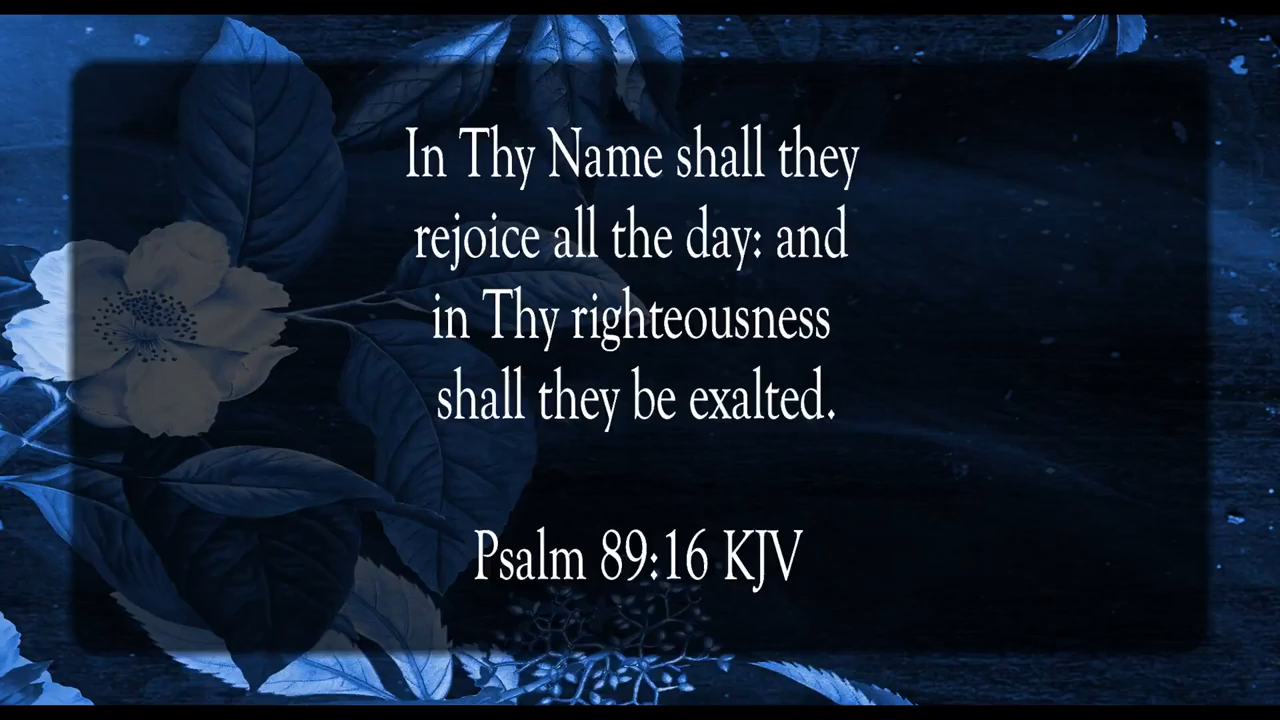 In Thy Name shall they
rejoice all the day: and
in Thy righteousness
shall they be exalted.
Psalm 89:16 KJV